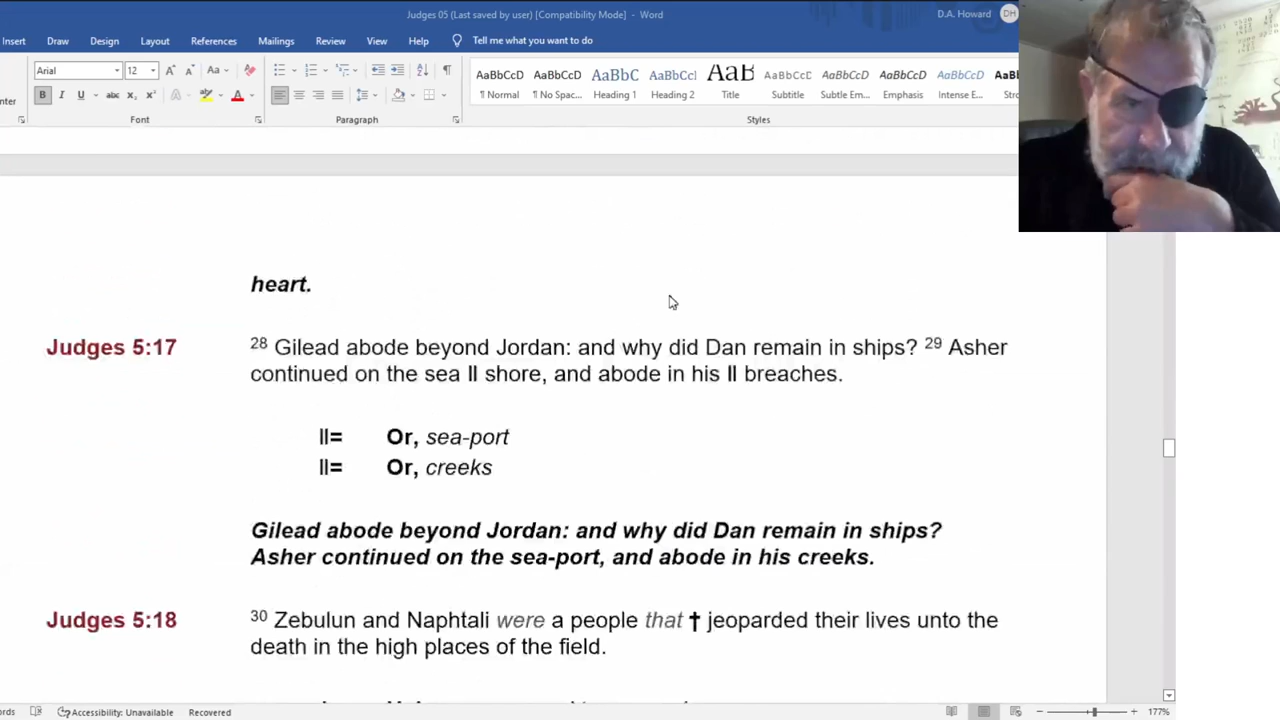 Judges 05 (Last saved by user) [Compatibility Mode] - Word
D.A. Howard DH
Insert Draw Design Layout References Mailings Review View Help Tell me what you want to do
Arial 12 Aa
B I U abc X2 X2 A A
AaBbCcD AaBbCcD AaBbC AaBbCcI AaB AaBbCcD AaBbCcD AaBbCcD AaBbCcD
¶ Normal ¶ No Spac... Heading 1 Heading 2 Title Subtitle Subtle Em... Emphasis Intense E...
Font Paragraph Styles
heart.
Judges 5:17 28 Gilead abode beyond Jordan: and why did Dan remain in ships? 29 Asher
continued on the sea ǁ shore, and abode in his ǁ breaches.
ǁ= Or, sea-port
ǁ= Or, creeks
Gilead abode beyond Jordan: and why did Dan remain in ships?
Asher continued on the sea-port, and abode in his creeks.
Judges 5:18 30 Zebulun and Naphtali were a people that † jeoparded their lives unto the
death in the high places of the field.
Accessibility: Unavailable Recovered 177%